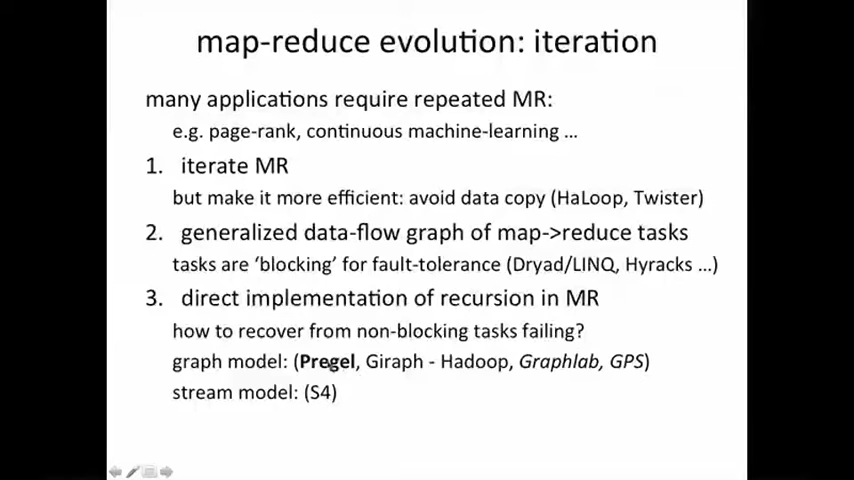 map-reduce evolution: iteration
many applications require repeated MR:
e.g. page-rank, continuous machine-learning …
1. iterate MR
but make it more efficient: avoid data copy (HaLoop, Twister)
2. generalized data-flow graph of map->reduce tasks
tasks are ‘blocking’ for fault-tolerance (Dryad/LINQ, Hyracks …)
3. direct implementation of recursion in MR
how to recover from non-blocking tasks failing?
graph model: (Pregel, Giraph - Hadoop, Graphlab, GPS)
stream model: (S4)